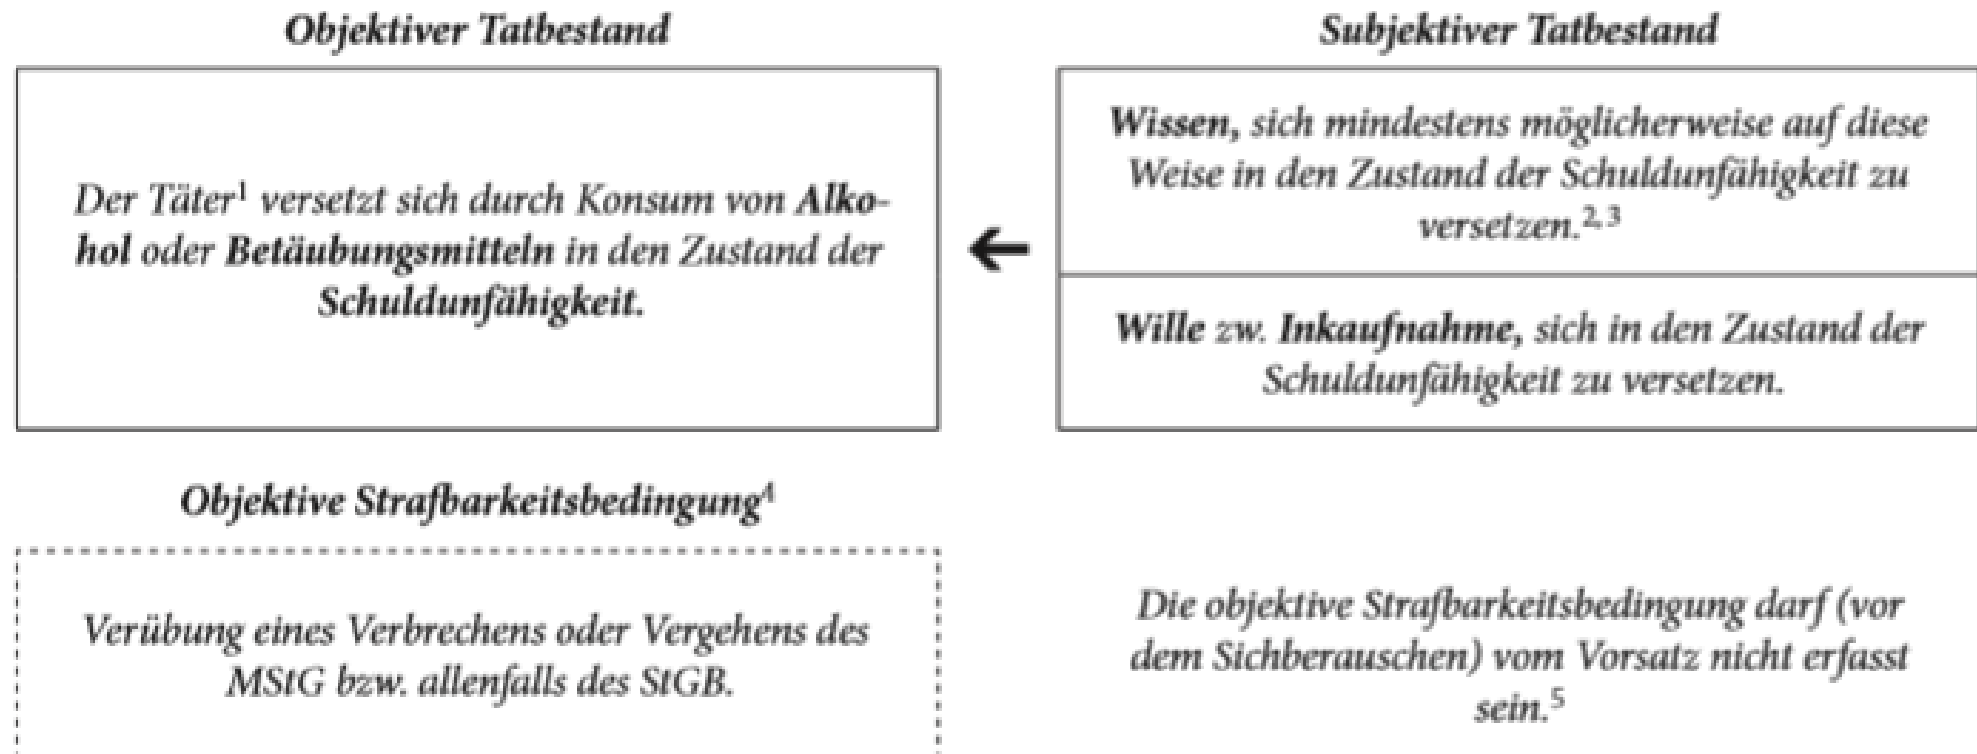 Objektiver Tatbestand
Der Täter¹ versetzt sich durch Konsum von Alko-
hol oder Betäubungsmitteln in den Zustand der
Schuldunfähigkeit.
Subjektiver Tatbestand
Wissen, sich mindestens möglicherweise auf diese
Weise in den Zustand der Schuldunfähigkeit zu
versetzen.²,³
Wille zw. Inkaufnahme, sich in den Zustand der
Schuldunfähigkeit zu versetzen.
Objektive Strafbarkeitsbedingung⁴
Verübung eines Verbrechens oder Vergehens des
MStG bzw. allenfalls des StGB.
Die objektive Strafbarkeitsbedingung darf (vor
dem Sichberauschen) vom Vorsatz nicht erfasst
sein.⁵